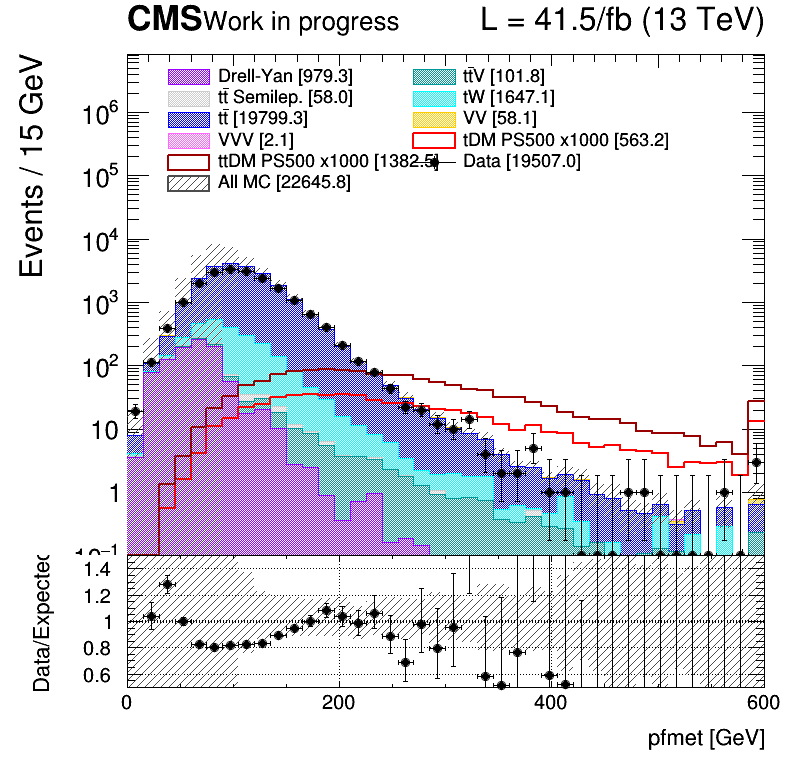 CMS Work in progress L = 41.5/fb (13 TeV)
Events / 15 GeV
Drell-Yan [979.3] tt̄V [101.8]
tt̄ Semilep. [58.0] tW [1647.1]
tt̄ [19799.3] VV [58.1]
VVV [2.1] tDM PS500 x1000 [563.2]
ttDM PS500 x1000 [1382.5] Data [19507.0]
All MC [22645.8]
10⁶
10⁵
10⁴
10³
10²
10
1
10⁻¹
Data/Expected
1.4
1.2
1
0.8
0.6
0 200 400 600
pfmet [GeV]